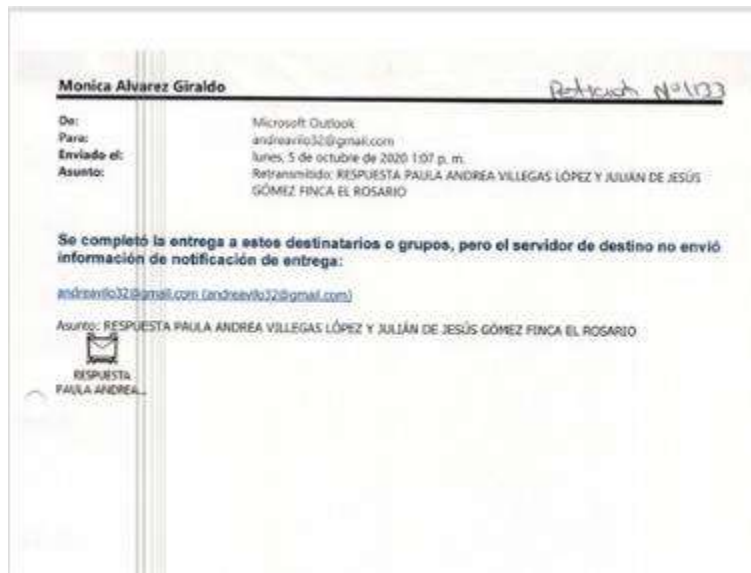 Monica Alvarez Giraldo
Petición Nº1133
De: Microsoft Outlook
Para: andreavilo32@gmail.com
Enviado el: lunes, 5 de octubre de 2020 1:07 p. m.
Asunto: Retransmitido: RESPUESTA PAULA ANDREA VILLEGAS LÓPEZ Y JULIÁN DE JESÚS
GÓMEZ FINCA EL ROSARIO
Se completó la entrega a estos destinatarios o grupos, pero el servidor de destino no envió
información de notificación de entrega:
andreavilo32@gmail.com (andreavilo32@gmail.com)
Asunto: RESPUESTA PAULA ANDREA VILLEGAS LÓPEZ Y JULIÁN DE JESÚS GÓMEZ FINCA EL ROSARIO
RESPUESTA
PAULA ANDREA...